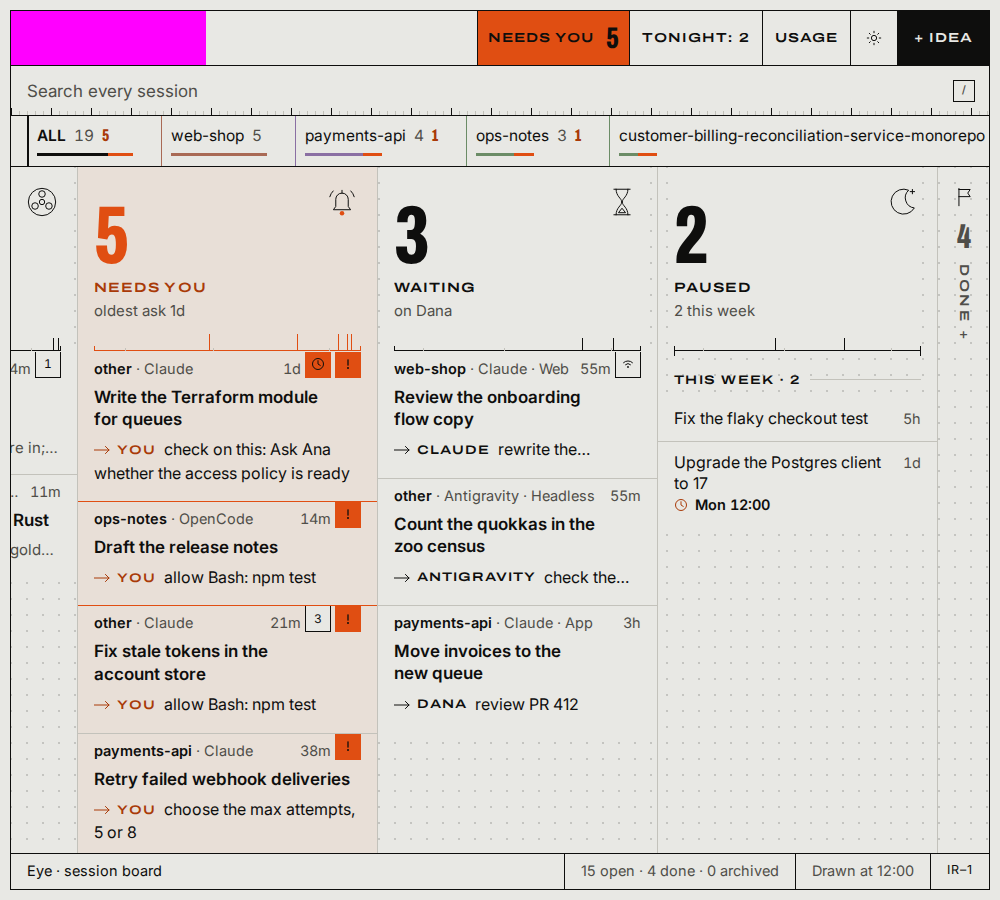 NEEDS YOU 5
TONIGHT: 2
USAGE
+ IDEA
Search every session
/
ALL 19 5
web-shop 5
payments-api 4 1
ops-notes 3 1
customer-billing-reconciliation-service-monorepo
4m 1
re in;...
.. 11m
Rust
gold...
5
NEEDS YOU
oldest ask 1d
other · Claude 1d !
Write the Terraform module
for queues
→ YOU check on this: Ask Ana
whether the access policy is ready
ops-notes · OpenCode 14m !
Draft the release notes
→ YOU allow Bash: npm test
other · Claude 21m 3 !
Fix stale tokens in the
account store
→ YOU allow Bash: npm test
payments-api · Claude 38m !
Retry failed webhook deliveries
→ YOU choose the max attempts,
5 or 8
3
WAITING
on Dana
web-shop · Claude · Web 55m
Review the onboarding
flow copy
→ CLAUDE rewrite the...
other · Antigravity · Headless 55m
Count the quokkas in the
zoo census
→ ANTIGRAVITY check the...
payments-api · Claude · App 3h
Move invoices to the
new queue
→ DANA review PR 412
2
PAUSED
2 this week
THIS WEEK · 2
Fix the flaky checkout test 5h
Upgrade the Postgres client 1d
to 17
Mon 12:00
4
DONE +
Eye · session board
15 open · 4 done · 0 archived
Drawn at 12:00
IR–1